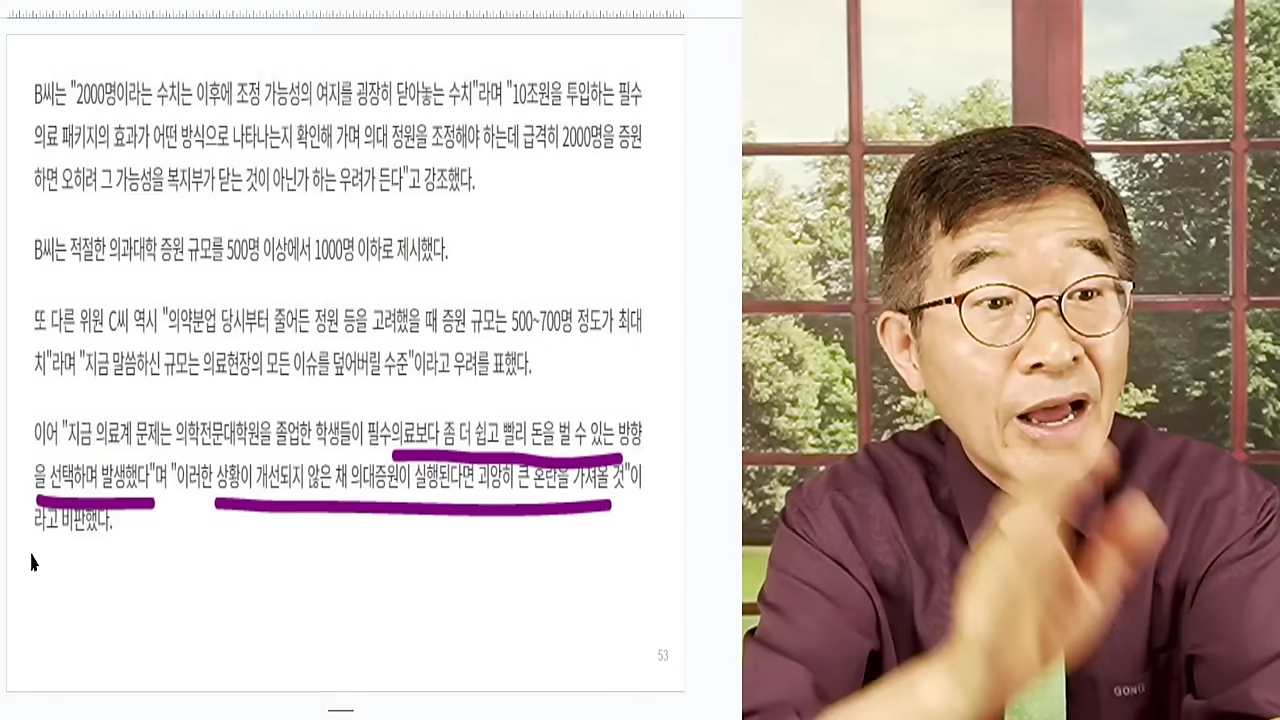 B씨는 "2000명이라는 수치는 이후에 조정 가능성의 여지를 굉장히 닫아놓는 수치"라며 "10조원을 투입하는 필수
의료 패키지의 효과가 어떤 방식으로 나타나는지 확인해 가며 의대 정원을 조정해야 하는데 급격히 2000명을 증원
하면 오히려 그 가능성을 복지부가 닫는 것이 아닌가 하는 우려가 든다"고 강조했다.
B씨는 적절한 의과대학 증원 규모를 500명 이상에서 1000명 이하로 제시했다.
또 다른 위원 C씨 역시 "의약분업 당시부터 줄어든 정원 등을 고려했을 때 증원 규모는 500~700명 정도가 최대
치"라며 "지금 말씀하신 규모는 의료현장의 모든 이슈를 덮어버릴 수준"이라고 우려를 표했다.
이어 "지금 의료계 문제는 의학전문대학원을 졸업한 학생들이 필수의료보다 좀 더 쉽고 빨리 돈을 벌 수 있는 방향
을 선택하며 발생했다"며 "이러한 상황이 개선되지 않은 채 의대증원이 실행된다면 굉장히 큰 혼란을 가져올 것"이
라고 비판했다.
53
GONG